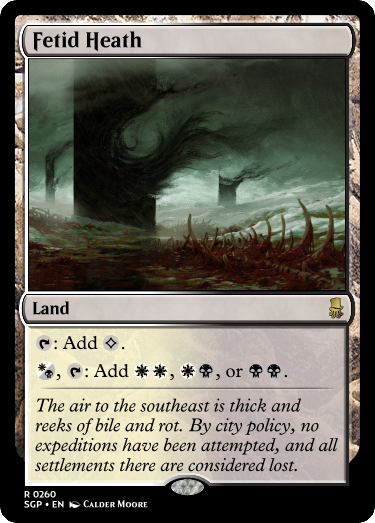 Fetid Heath
Land
: Add .
, : Add , , or .
The air to the southeast is thick and
reeks of bile and rot. By city policy, no
expeditions have been attempted, and all
settlements there are considered lost.
R 0260
SGP • EN Calder Moore